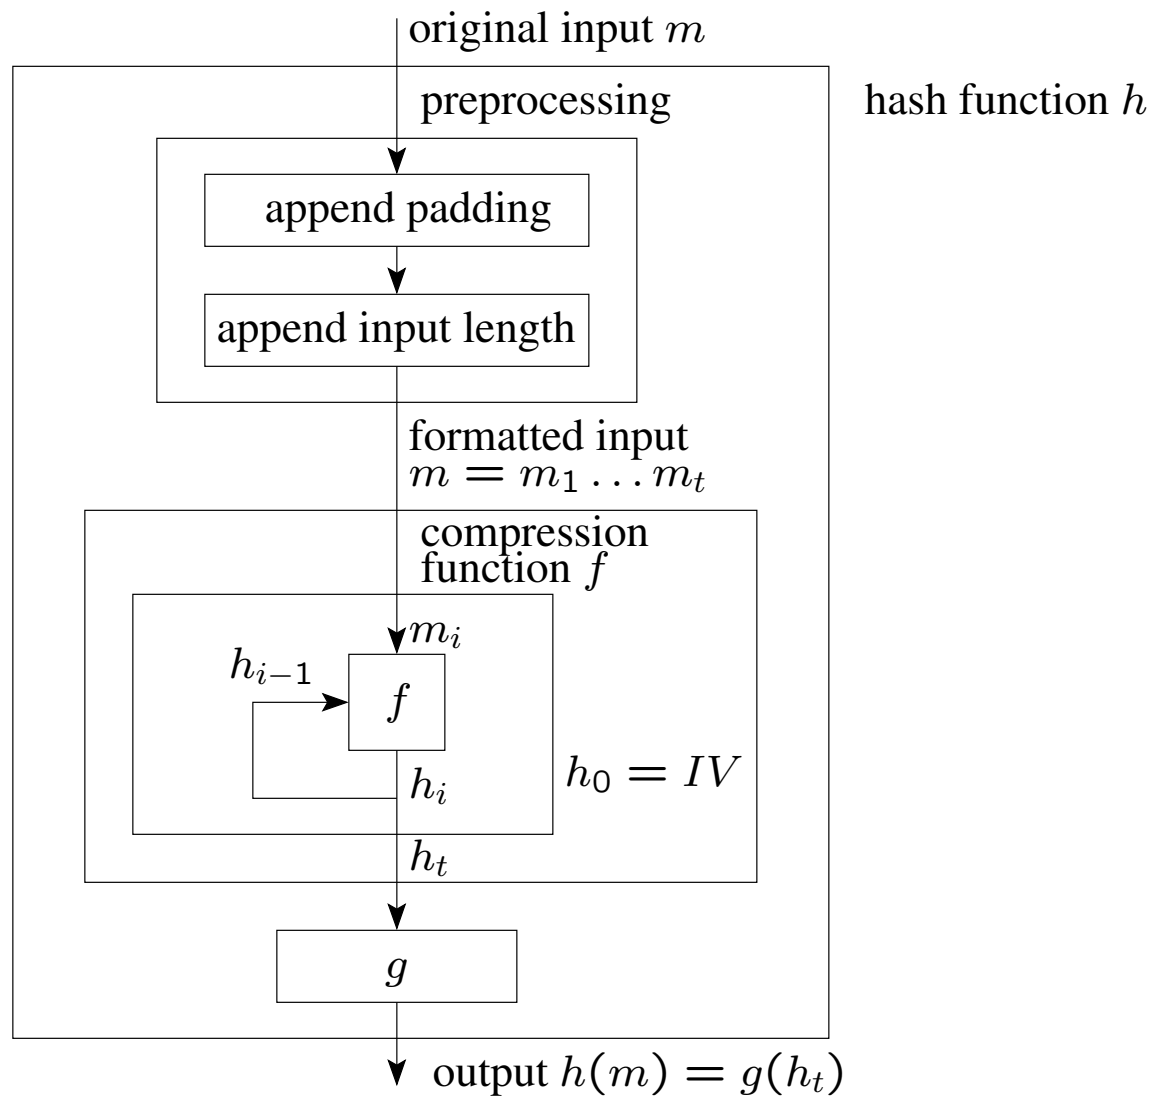 original input m
preprocessing
hash function h
append padding
append input length
formatted input
m = m₁ … mₜ
compression
function f
mᵢ
hᵢ₋₁
f
hᵢ
h₀ = IV
hₜ
g
output h(m) = g(hₜ)